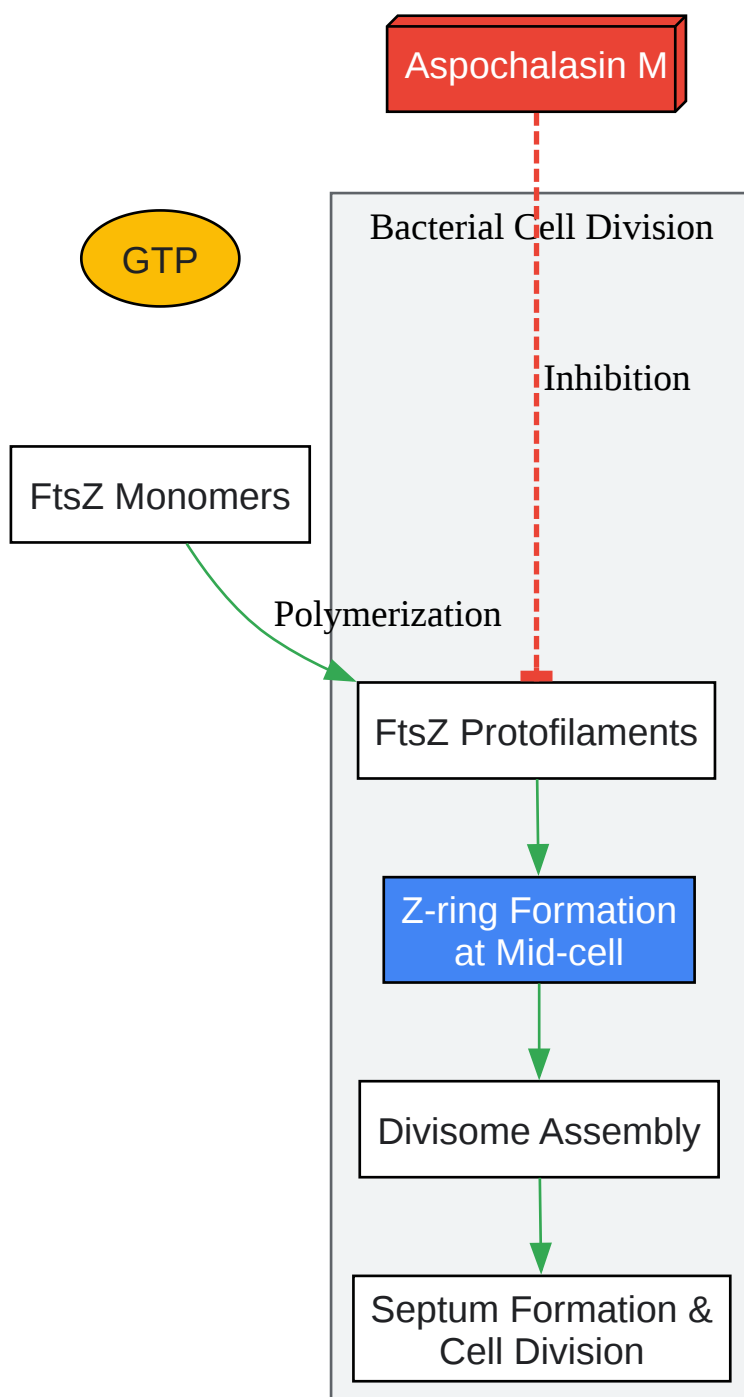 Aspochalasin M
Bacterial Cell Division
GTP
Inhibition
FtsZ Monomers
Polymerization
FtsZ Protofilaments
Z-ring Formation
at Mid-cell
Divisome Assembly
Septum Formation &
Cell Division